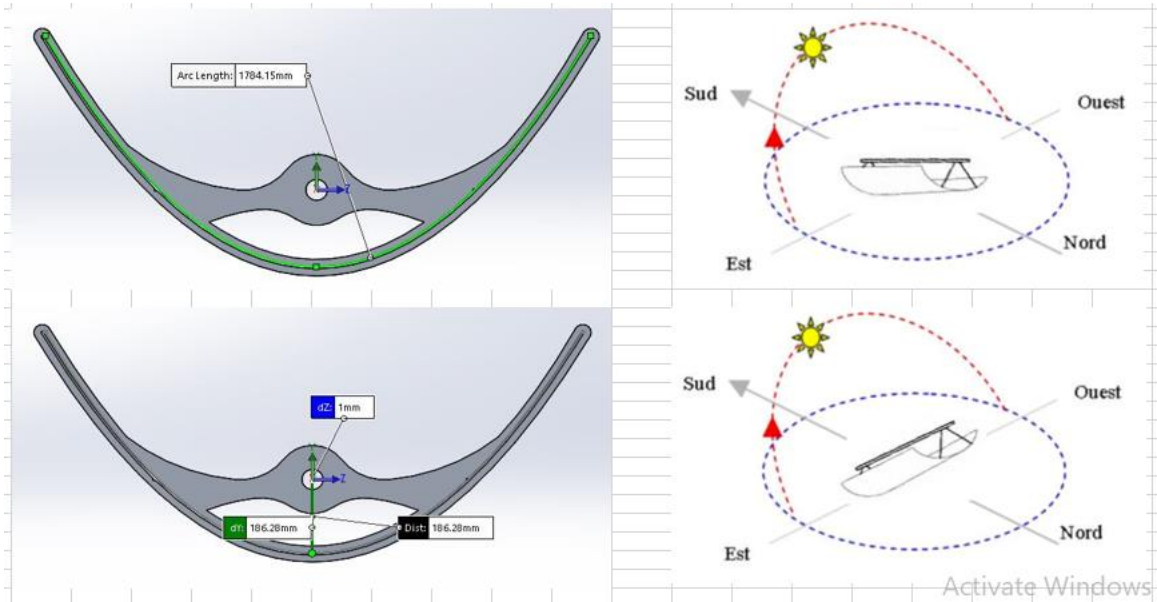 Arc Length: 1784.15mm
Y
Z
Sud
Ouest
Est
Nord
dZ: 1mm
Z
dY: 186.28mm
Dist: 186.28mm
Sud
Ouest
Est
Nord
Activate Windows